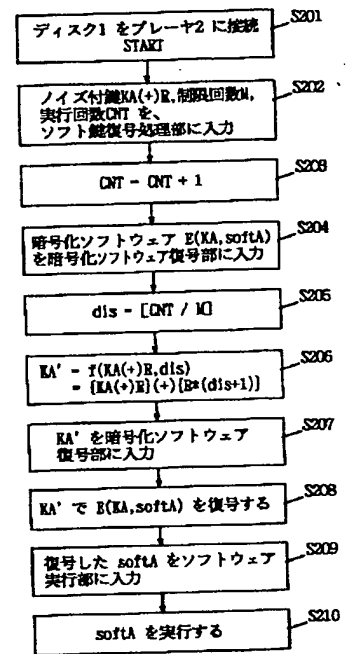 ディスク1 をプレーヤ2 に接続
START
S201
ノイズ付鍵KA(+)R,制限回数M,
実行回数CNT を、
ソフト鍵復号処理部に入力
S202
CNT - CNT + 1
S203
暗号化ソフトウェア E(KA,softA)
を暗号化ソフトウェア復号部に入力
S204
dis - [CNT / M]
S205
KA' - f(KA(+)R,dis)
= {KA(+)R}(+){R*(dis+1)}
S206
KA' を暗号化ソフトウェア
復号部に入力
S207
KA' で E(KA,softA) を復号する
S208
復号した softA をソフトウェア
実行部に入力
S209
softA を実行する
S210